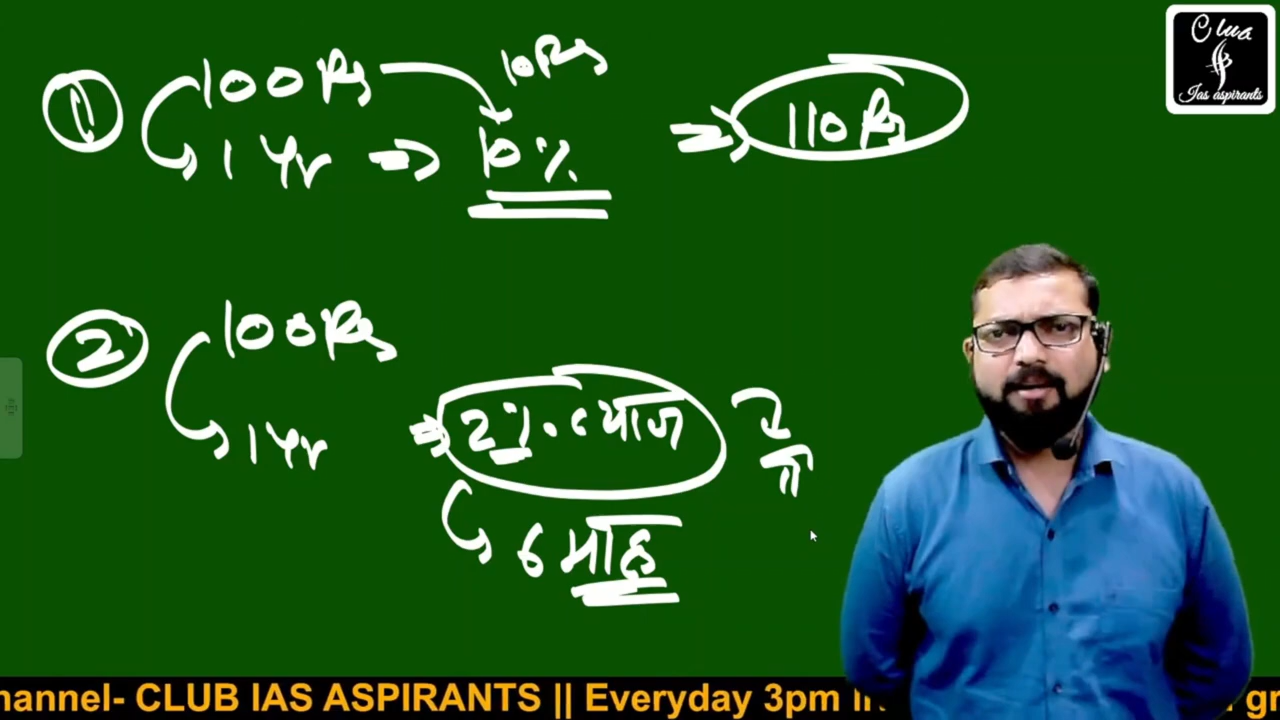 Club
Ias aspirants
① 100 Rs 10 Rs
1 Yr ⇒ 10% ⇒ 110 Rs
② 100 Rs
1 Yr ⇒ 2% ब्याज
6 माह
hannel- CLUB IAS ASPIRANTS || Everyday 3pm